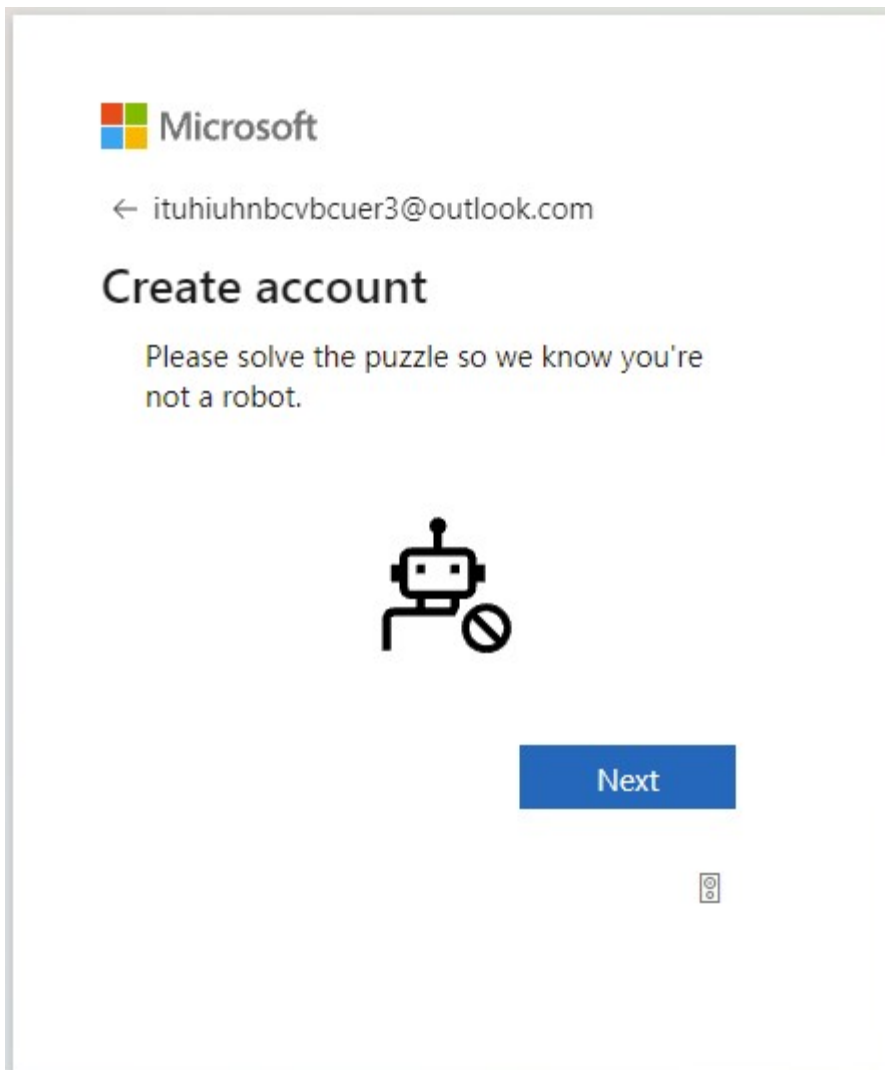 Microsoft
← ituhiuhnbcvbcuer3@outlook.com
Create account
Please solve the puzzle so we know you're
not a robot.
Next